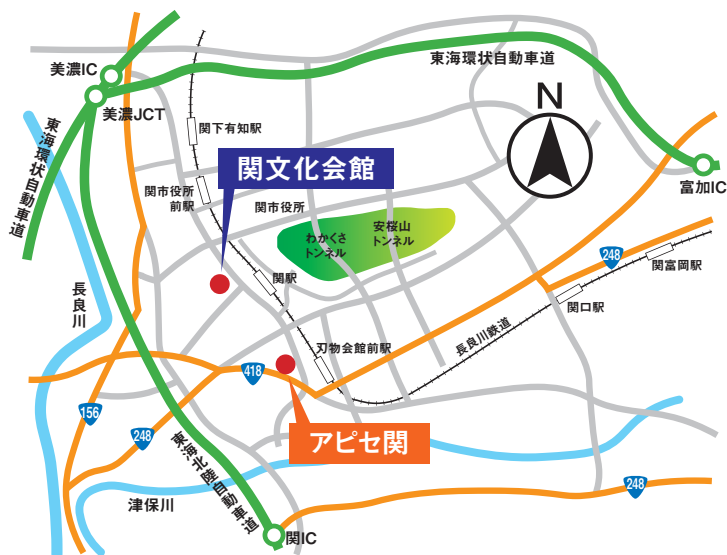 美濃IC
東海環状自動車道
美濃JCT
N
関下有知駅
東海環状自動車道
関文化会館
富加IC
関市役所
前駅
関市役所
わかくさ
トンネル
安桜山
トンネル
248
関富岡駅
関駅
長良川
関口駅
長良川鉄道
刃物会館前駅
418
156
248
アピセ関
東海北陸自動車道
津保川
248
関IC